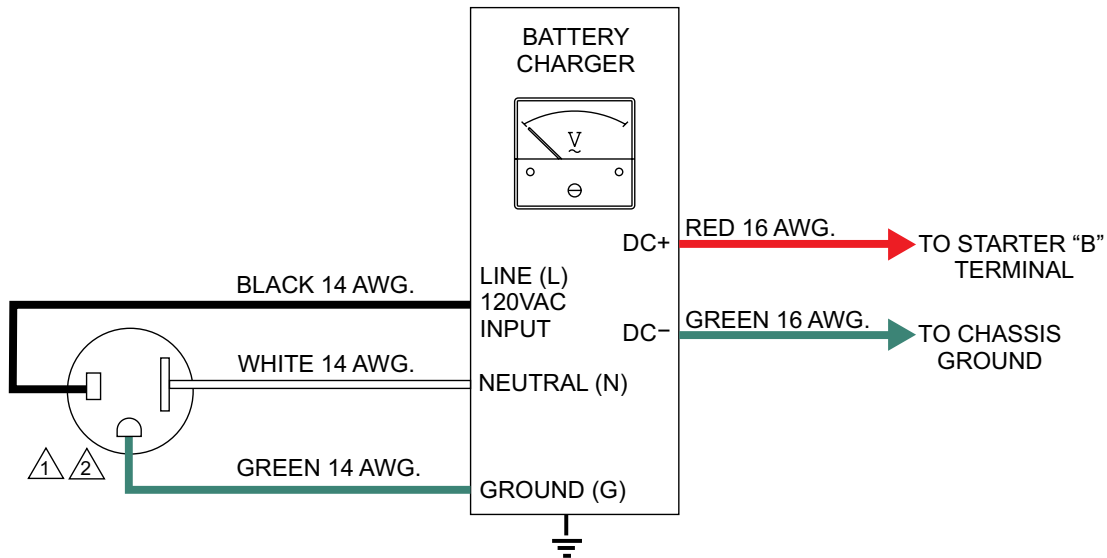 BATTERY
CHARGER
V
~
DC+
RED 16 AWG.
TO STARTER “B”
TERMINAL
BLACK 14 AWG.
LINE (L)
120VAC
INPUT
DC−
GREEN 16 AWG.
TO CHASSIS
GROUND
WHITE 14 AWG.
NEUTRAL (N)
1 2
GREEN 14 AWG.
GROUND (G)